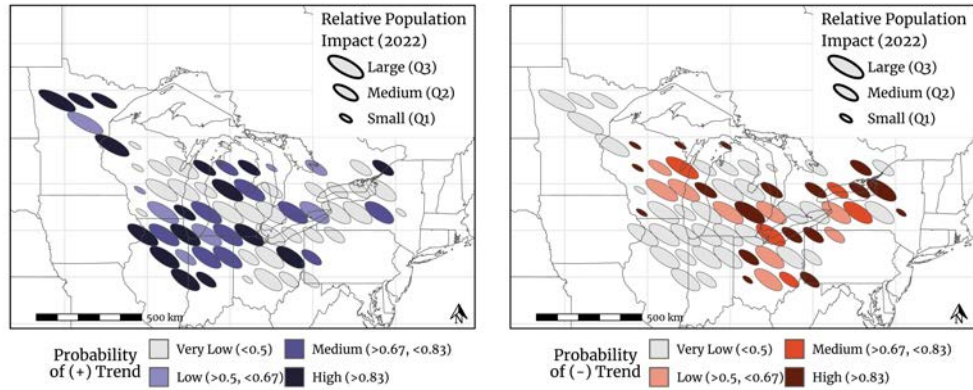 Relative Population
Impact (2022)
Large (Q3)
Medium (Q2)
Small (Q1)
500 km
N
Probability
of (+) Trend
Very Low (<0.5)
Medium (>0.67, <0.83)
Low (>0.5, <0.67)
High (>0.83)
Relative Population
Impact (2022)
Large (Q3)
Medium (Q2)
Small (Q1)
500 km
N
Probability
of (-) Trend
Very Low (<0.5)
Medium (>0.67, <0.83)
Low (>0.5, <0.67)
High (>0.83)